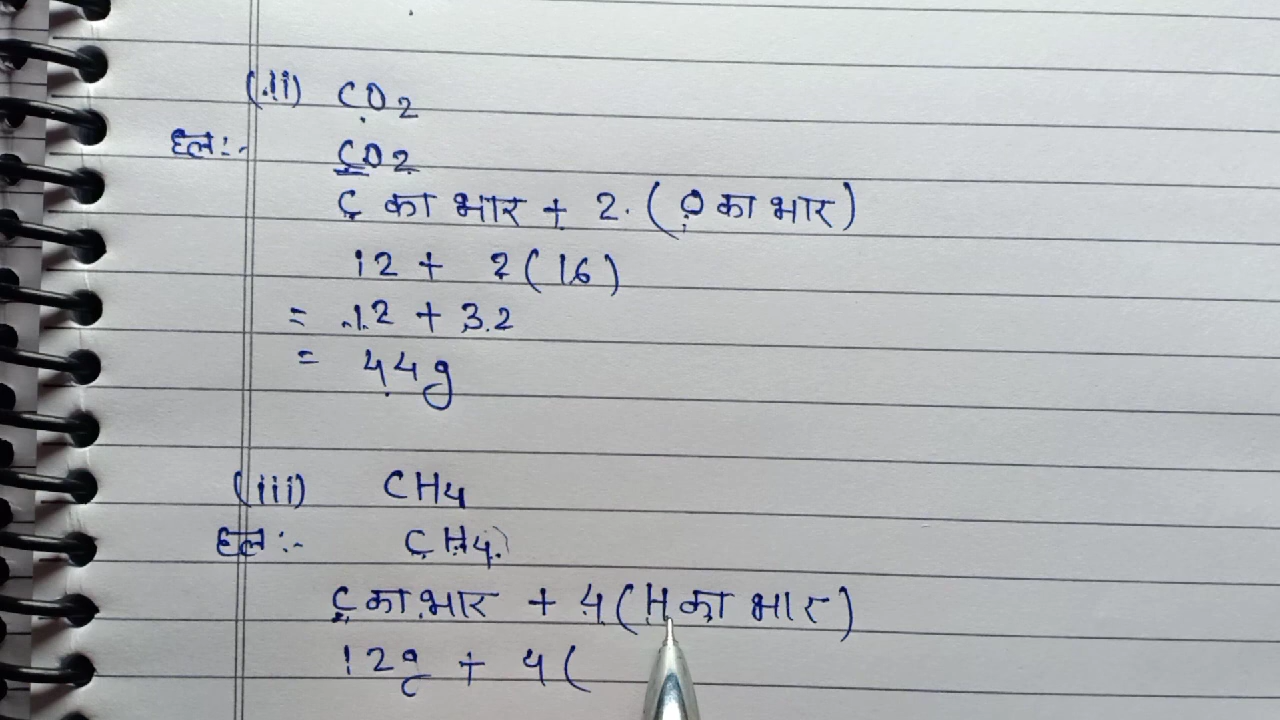 (ii) CO2
हल:- CO2
C का भार + 2. (O का भार)
12 + 2(16)
= 12 + 32
= 44g
(iii) CH4
हल:- CH4
C का भार + 4(H का भार)
12g + 4(